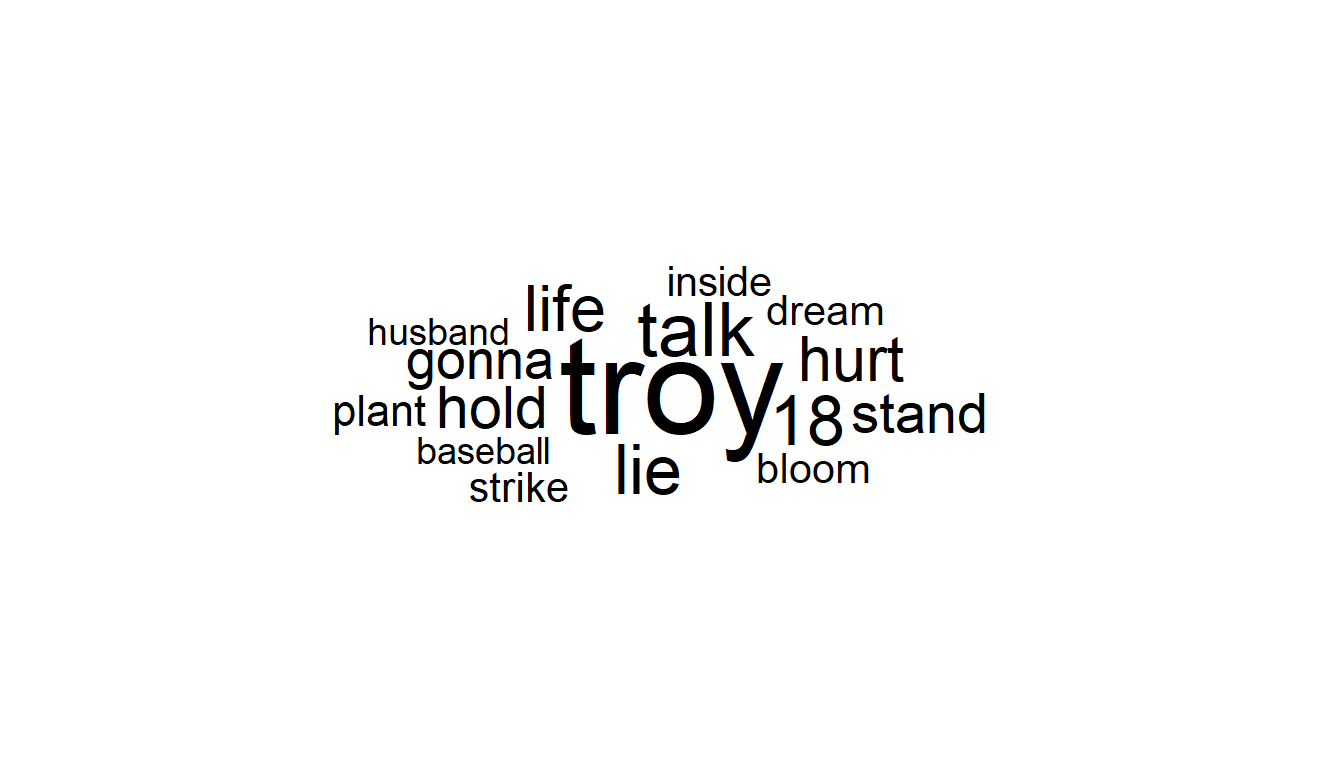 inside
life
talk
dream
husband
gonna
troy
hurt
plant
hold
18
stand
baseball
lie
bloom
strike